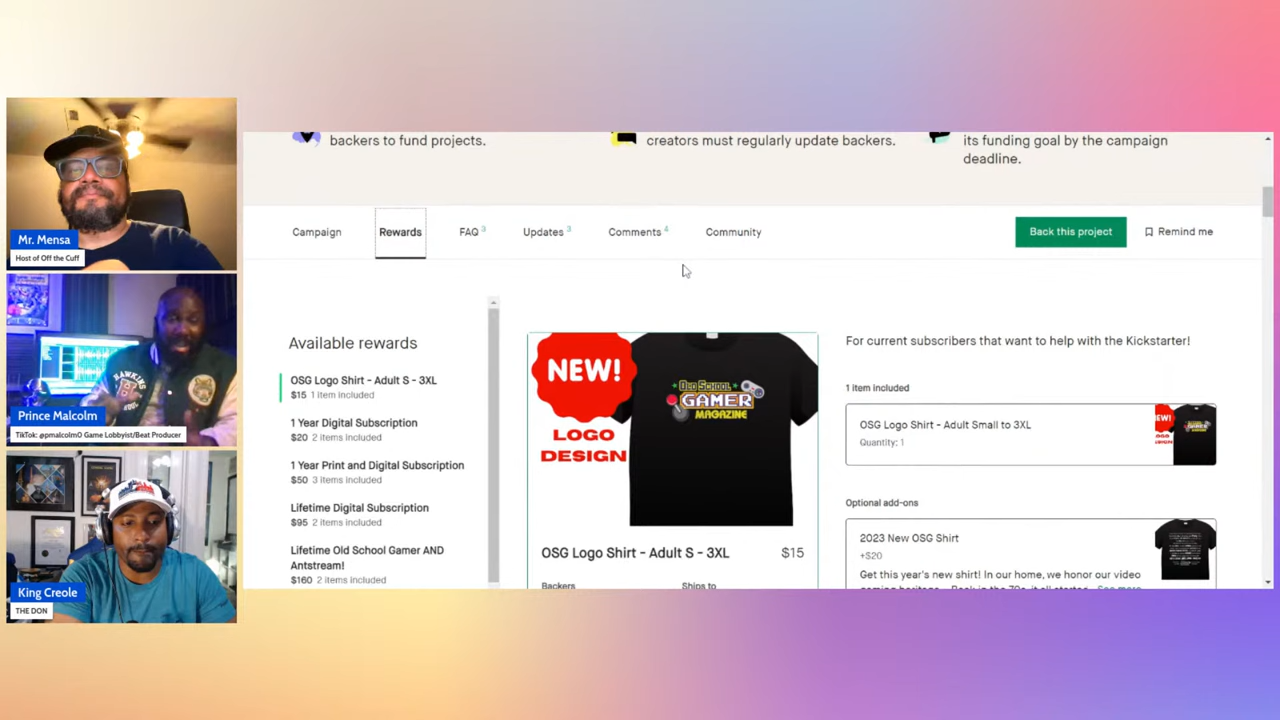 Mr. Mensa
Host of Off the Cuff
HAWKINS
Prince Malcolm
TikTok: @pmalcolm0 Game Lobbyist/Beat Producer
King Creole
THE DON
backers to fund projects.
creators must regularly update backers.
its funding goal by the campaign
deadline.
Campaign
Rewards
FAQ 3
Updates 3
Comments 4
Community
Back this project
Remind me
Available rewards
OSG Logo Shirt - Adult S - 3XL
$15 1 item included
1 Year Digital Subscription
$20 2 items included
1 Year Print and Digital Subscription
$50 3 items included
Lifetime Digital Subscription
$95 2 items included
Lifetime Old School Gamer AND
Antstream!
$160 2 items included
NEW!
LOGO
DESIGN
OLD SCHOOL
GAMER
MAGAZINE
OSG Logo Shirt - Adult S - 3XL
$15
Backers
Ships to
For current subscribers that want to help with the Kickstarter!
1 item included
OSG Logo Shirt - Adult Small to 3XL
Quantity: 1
Optional add-ons
2023 New OSG Shirt
+$20
Get this year's new shirt! In our home, we honor our video